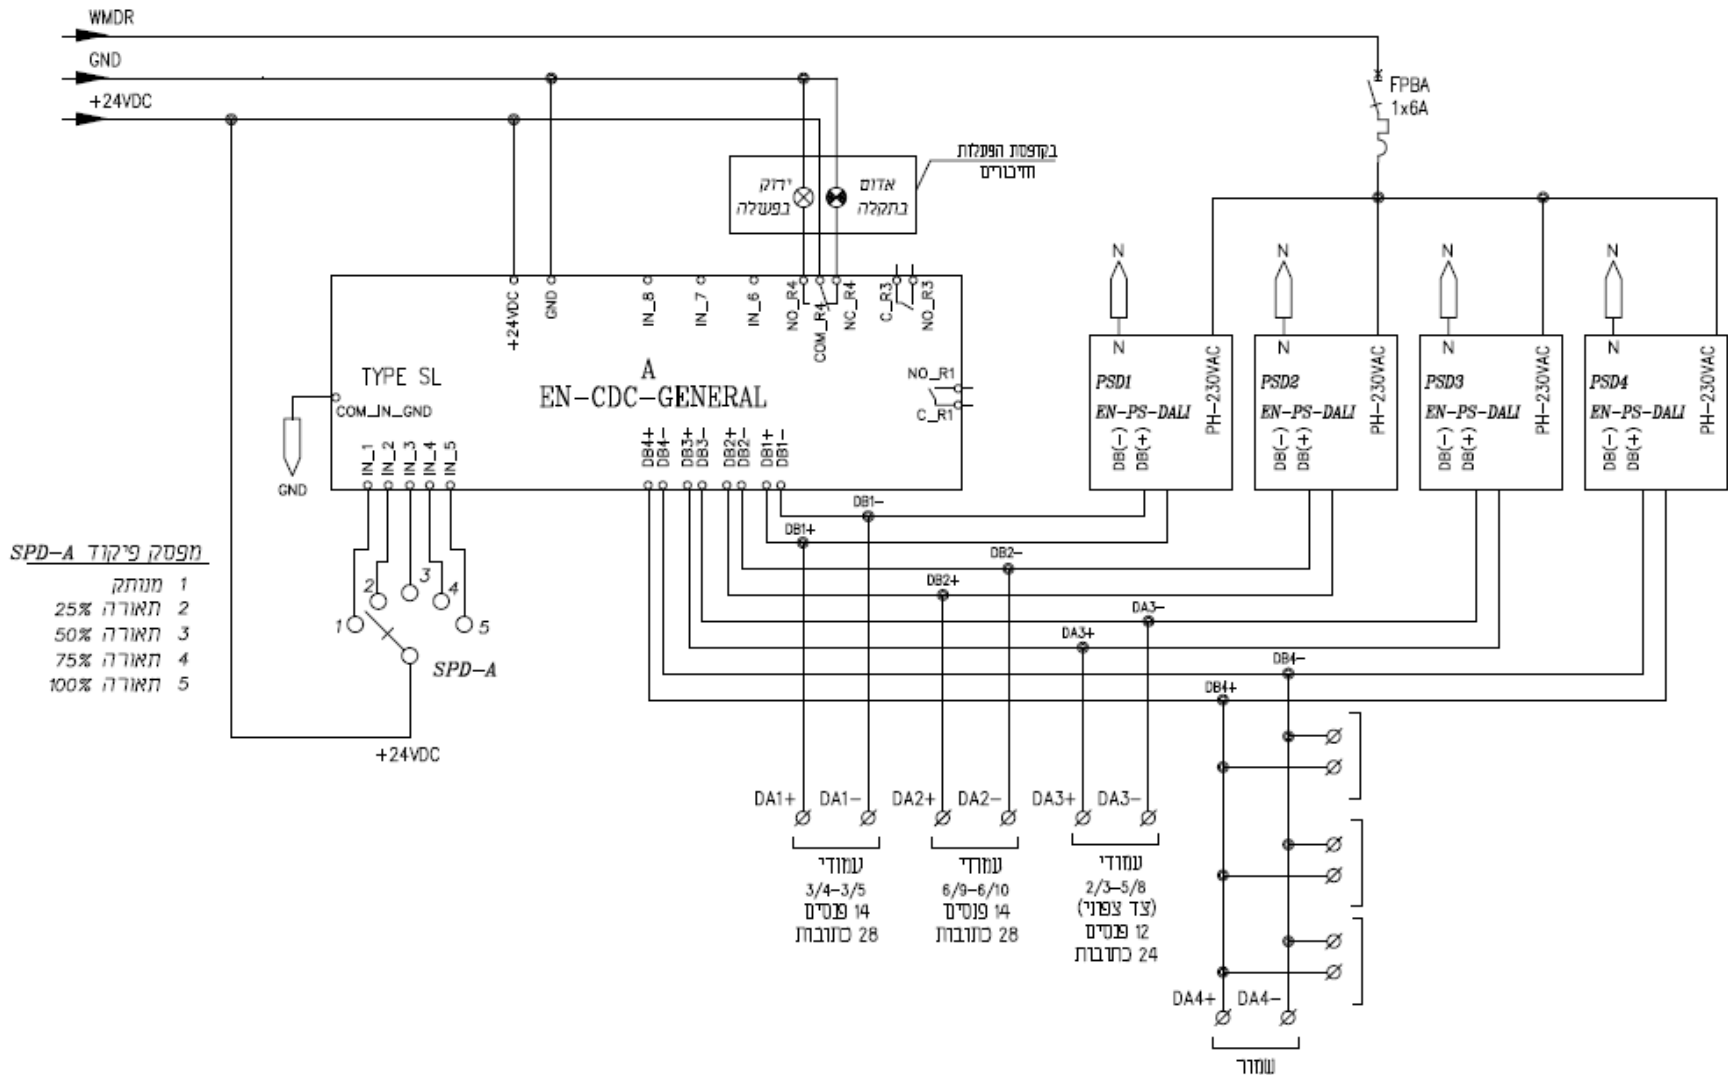 WMDR
GND
+24VDC
FPBA
1x6A
בקופסת הפעלות
וחיבורים
ירוק
בפעולה
אדום
בתקלה
+24VDC
GND
IN_8
IN_7
IN_6
NO_R4
COM_R4
NC_R4
C_R3
NO_R3
TYPE SL
A
EN-CDC-GENERAL
NO_R1
C_R1
COM_IN_GND
GND
IN_1
IN_2
IN_3
IN_4
IN_5
DB4+
DB4-
DB3+
DB3-
DB2+
DB2-
DB1+
DB1-
N
N
N
N
N
PSD1
EN-PS-DALI
DB(-)
DB(+)
PH-230VAC
N
PSD2
EN-PS-DALI
DB(-)
DB(+)
PH-230VAC
N
PSD3
EN-PS-DALI
DB(-)
DB(+)
PH-230VAC
N
PSD4
EN-PS-DALI
DB(-)
DB(+)
PH-230VAC
DB1-
DB1+
DB2-
DB2+
DA3-
DA3+
DB4-
DB4+
מפסק פיקוד SPD-A
1 מנותק
2 תאורה 25%
3 תאורה 50%
4 תאורה 75%
5 תאורה 100%
1
2
3
4
5
SPD-A
+24VDC
DA1+ DA1-
עמודי
3/4-3/5
14 פנסים
28 כתובות
DA2+ DA2-
עמודי
6/9-6/10
14 פנסים
28 כתובות
DA3+ DA3-
עמודי
2/3-5/8
(צד צפוני)
12 פנסים
24 כתובות
DA4+ DA4-
שמור